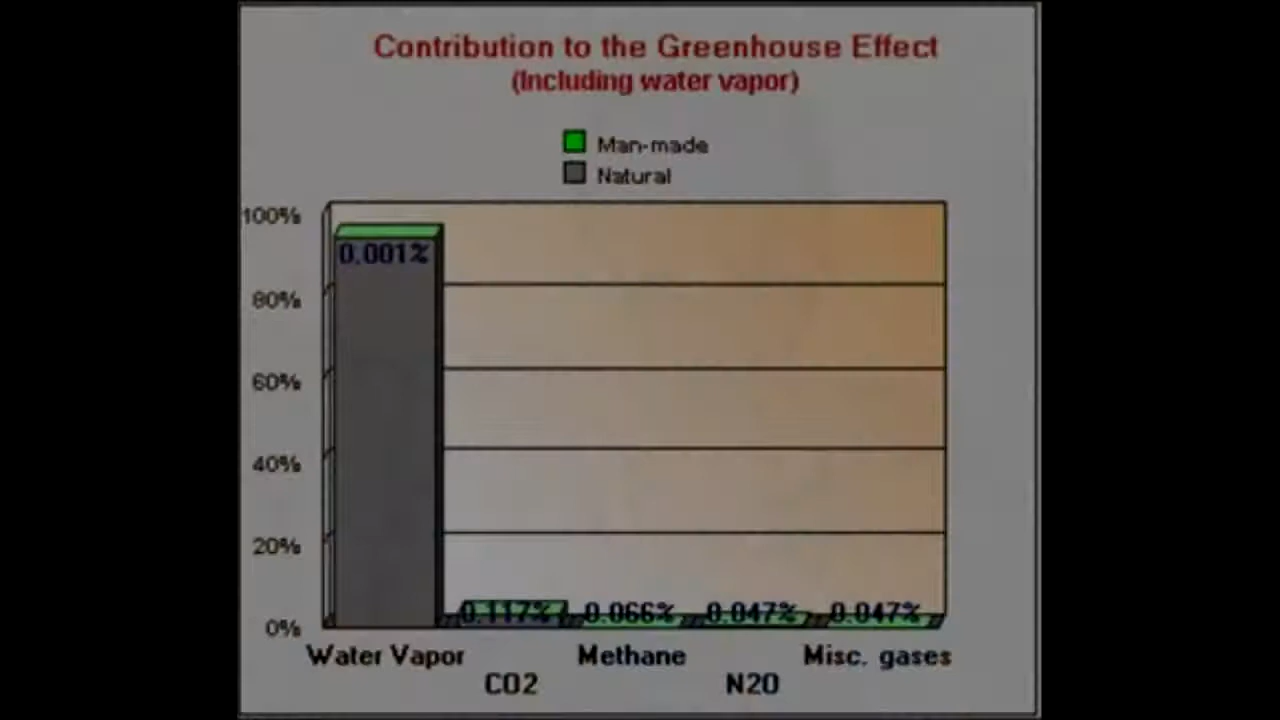 Contribution to the Greenhouse Effect
(Including water vapor)
Man-made
Natural
100%
80%
60%
40%
20%
0%
0.001%
0.117%
0.066%
0.047%
0.047%
Water Vapor
CO2
Methane
N2O
Misc. gases